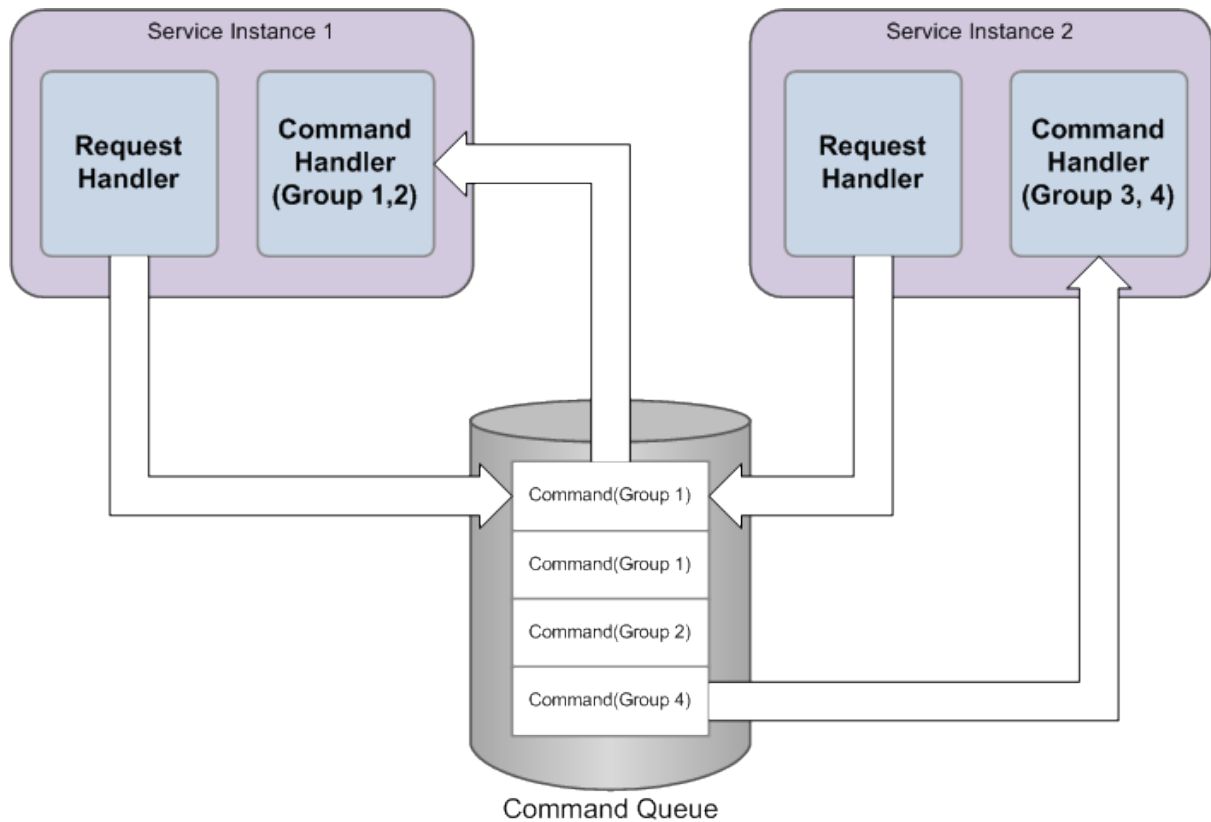 Service Instance 1
Request
Handler
Command
Handler
(Group 1,2)
Service Instance 2
Request
Handler
Command
Handler
(Group 3, 4)
Command(Group 1)
Command(Group 1)
Command(Group 2)
Command(Group 4)
Command Queue